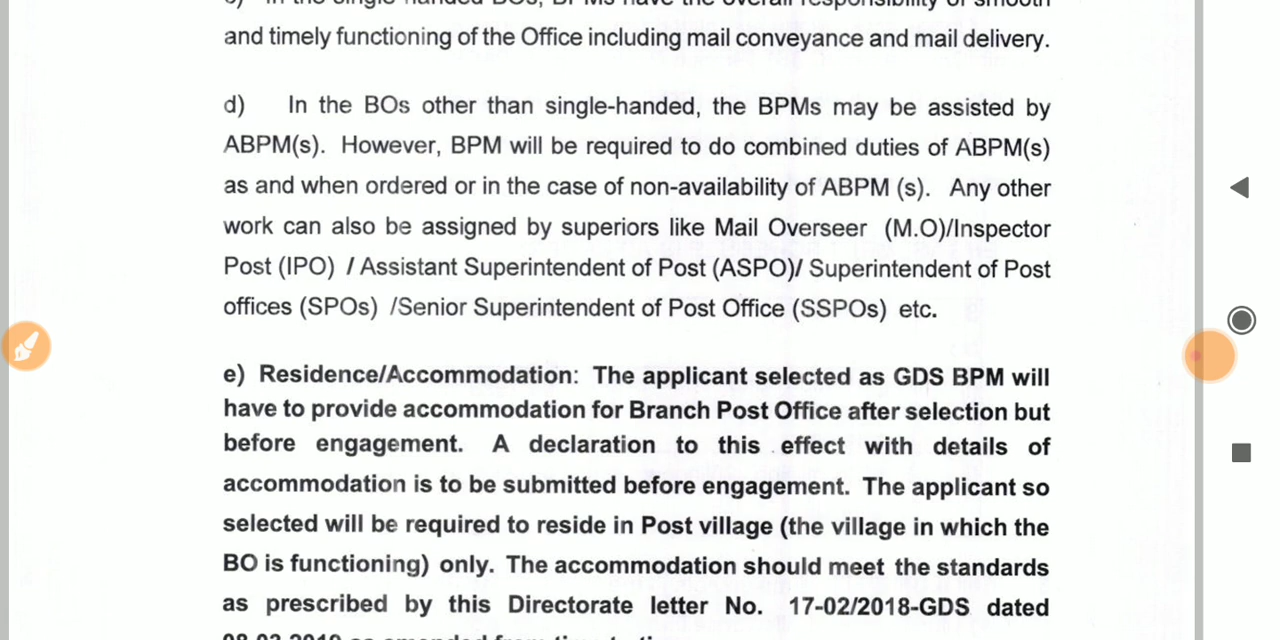 and timely functioning of the Office including mail conveyance and mail delivery.
d) In the BOs other than single-handed, the BPMs may be assisted by
ABPM(s). However, BPM will be required to do combined duties of ABPM(s)
as and when ordered or in the case of non-availability of ABPM (s). Any other
work can also be assigned by superiors like Mail Overseer (M.O)/Inspector
Post (IPO) / Assistant Superintendent of Post (ASPO)/ Superintendent of Post
offices (SPOs) /Senior Superintendent of Post Office (SSPOs) etc.
e) Residence/Accommodation: The applicant selected as GDS BPM will
have to provide accommodation for Branch Post Office after selection but
before engagement. A declaration to this effect with details of
accommodation is to be submitted before engagement. The applicant so
selected will be required to reside in Post village (the village in which the
BO is functioning) only. The accommodation should meet the standards
as prescribed by this Directorate letter No. 17-02/2018-GDS dated